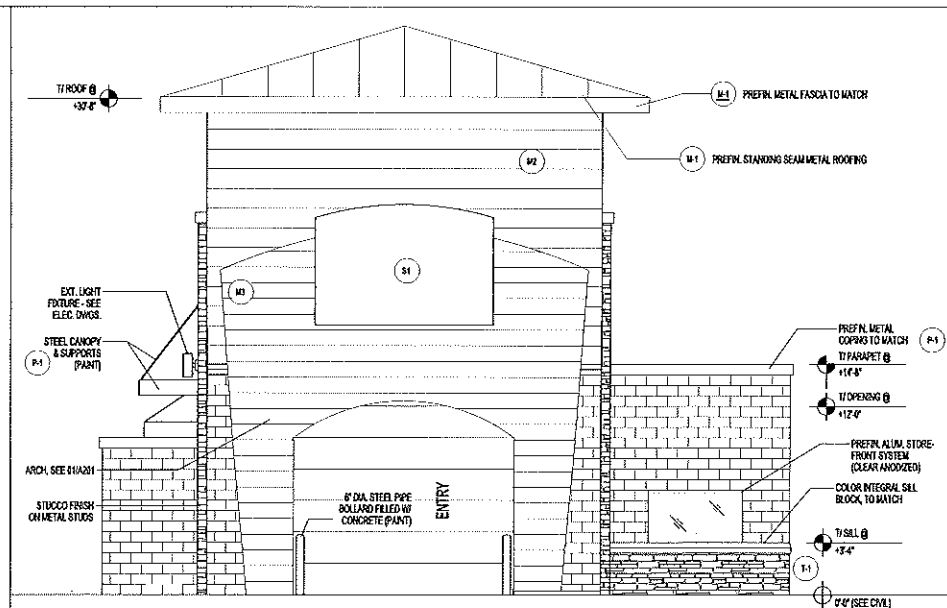 T/ ROOF @
+30'-8"
M-1
PREFIN. METAL FASCIA TO MATCH
M-1
PREFIN. STANDING SEAM METAL ROOFING
M2
S1
M3
EXT. LIGHT
FIXTURE - SEE
ELEC. DWGS.
STEEL CANOPY
& SUPPORTS
(PAINT)
P-1
PREFIN. METAL
COPING TO MATCH
P-1
T/ PARAPET @
+14'-8"
T/ OPENING @
+12'-0"
ARCH, SEE 01/A201
STUCCO FINISH
ON METAL STUDS
6" DIA. STEEL PIPE
BOLLARD FILLED W/
CONCRETE (PAINT)
ENTRY
PREFIN. ALUM. STORE-
FRONT SYSTEM
(CLEAR ANODIZED)
COLOR INTEGRAL SILL
BLOCK, TO MATCH
T/ SILL @
+3'-4"
T-1
0'-0" (SEE CIVIL)